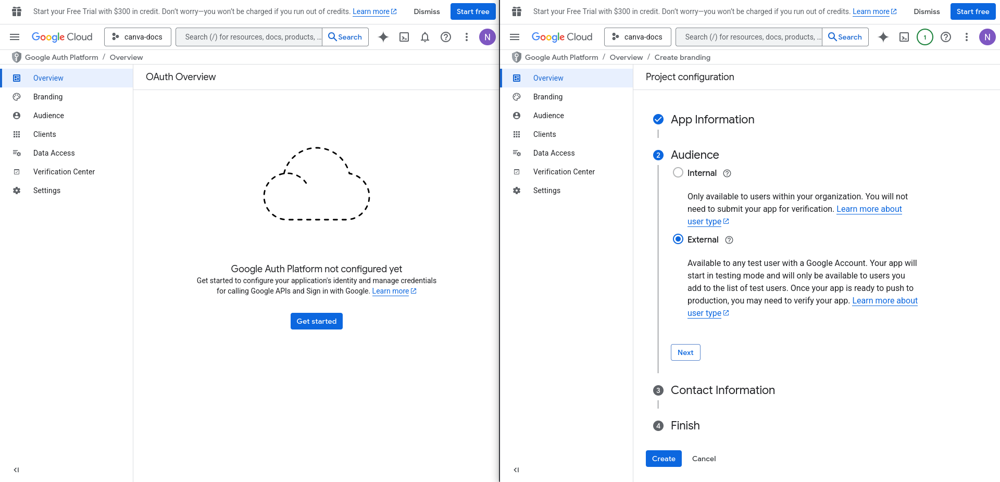 Start your Free Trial with $300 in credit. Don't worry—you won't be charged if you run out of credits. Learn more
Dismiss
Start free
Google Cloud
canva-docs
Search (/) for resources, docs, products, ...
Search
N
Google Auth Platform / Overview
Overview
Branding
Audience
Clients
Data Access
Verification Center
Settings
OAuth Overview
Google Auth Platform not configured yet
Get started to configure your application's identity and manage credentials
for calling Google APIs and Sign in with Google. Learn more
Get started
Start your Free Trial with $300 in credit. Don't worry—you won't be charged if you run out of credits. Learn more
Dismiss
Start free
Google Cloud
canva-docs
Search (/) for resources, docs, products, ...
Search
1
N
Google Auth Platform / Overview / Create branding
Overview
Branding
Audience
Clients
Data Access
Verification Center
Settings
Project configuration
App Information
2 Audience
Internal
Only available to users within your organization. You will not
need to submit your app for verification. Learn more about
user type
External
Available to any test user with a Google Account. Your app will
start in testing mode and will only be available to users you
add to the list of test users. Once your app is ready to push to
production, you may need to verify your app. Learn more about
user type
Next
3 Contact Information
4 Finish
Create
Cancel